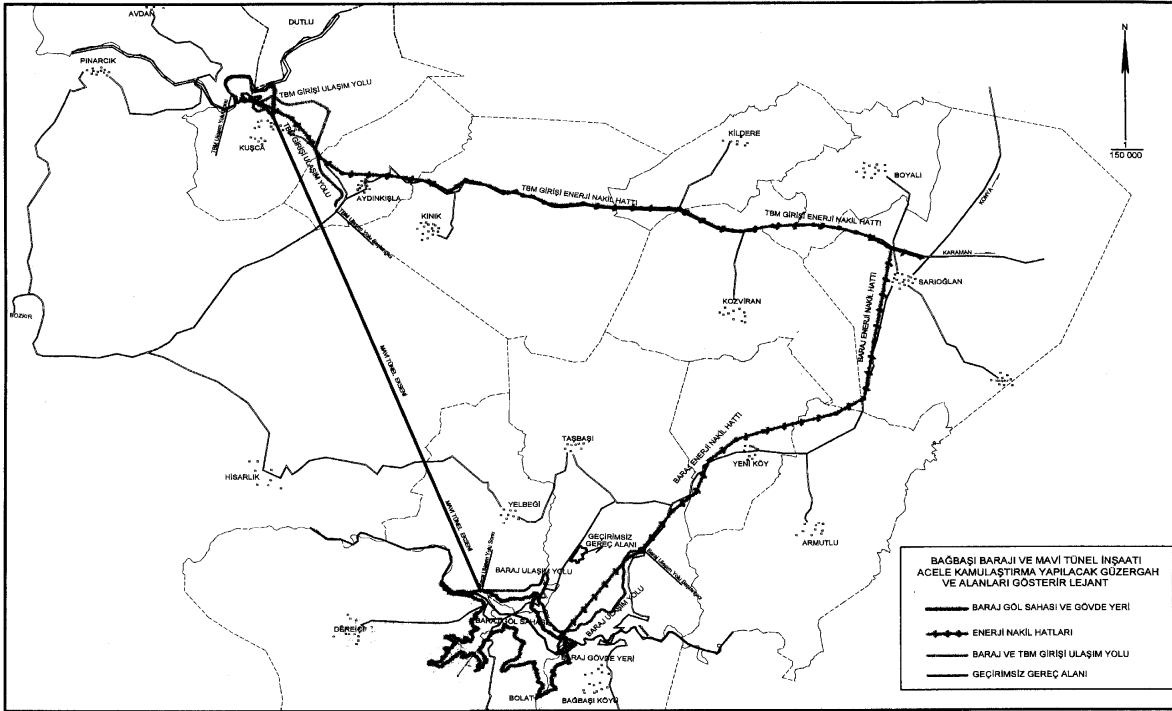 AVDAN
DUTLU
PINARCIK
TBM GİRİŞİ ULAŞIM YOLU
KUŞCA
TBM GİRİŞİ ULAŞIM YOLU
AYDINKIŞLA
KINIK
TBM GİRİŞİ ENERJİ NAKİL HATTI
KİLDERE
BOYALI
TBM GİRİŞİ ENERJİ NAKİL HATTI
KONYA
KARAMAN
SARIOĞLAN
KOZVİRAN
BARAJ ENERJİ NAKİL HATTI
BOZKIR
N
1
150 000
MAVİ TÜNEL EKSENİ
TAŞBAŞI
BARAJ ENERJİ NAKİL HATTI
YENİ KÖY
HİSARLIK
YELBEĞİ
MAVİ TÜNEL EKSENİ
GEÇİRİMSİZ
GEREÇ ALANI
ARMUTLU
BARAJ ULAŞIM YOLU
BARAJ ULAŞIM YOLU
BARAJ GÖL SAHASI
DEREİÇİ
BARAJ GÖVDE YERİ
BOLAT
BAĞBAŞI KÖYÜ
BAĞBAŞI BARAJI VE MAVİ TÜNEL İNŞAATI
ACELE KAMULAŞTIRMA YAPILACAK GÜZERGAH
VE ALANLARI GÖSTERİR LEJANT
BARAJ GÖL SAHASI VE GÖVDE YERİ
ENERJİ NAKİL HATLARI
BARAJ VE TBM GİRİŞİ ULAŞIM YOLU
GEÇİRİMSİZ GEREÇ ALANI